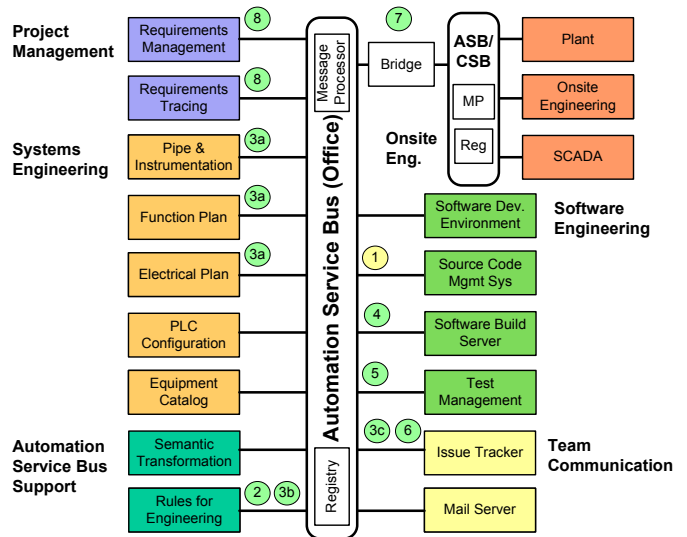 Project
Management
Requirements
Management
8
Requirements
Tracing
8
Systems
Engineering
Pipe &
Instrumentation
3a
Function Plan
3a
Electrical Plan
3a
PLC
Configuration
Equipment
Catalog
Automation
Service Bus
Support
Semantic
Transformation
Rules for
Engineering
2
3b
Message
Processor
Automation Service Bus (Office)
Registry
7
Bridge
ASB/
CSB
MP
Reg
Onsite
Eng.
Plant
Onsite
Engineering
SCADA
Software Dev.
Environment
Software
Engineering
1
Source Code
Mgmt Sys
4
Software Build
Server
5
Test
Management
3c
6
Issue Tracker
Team
Communication
Mail Server